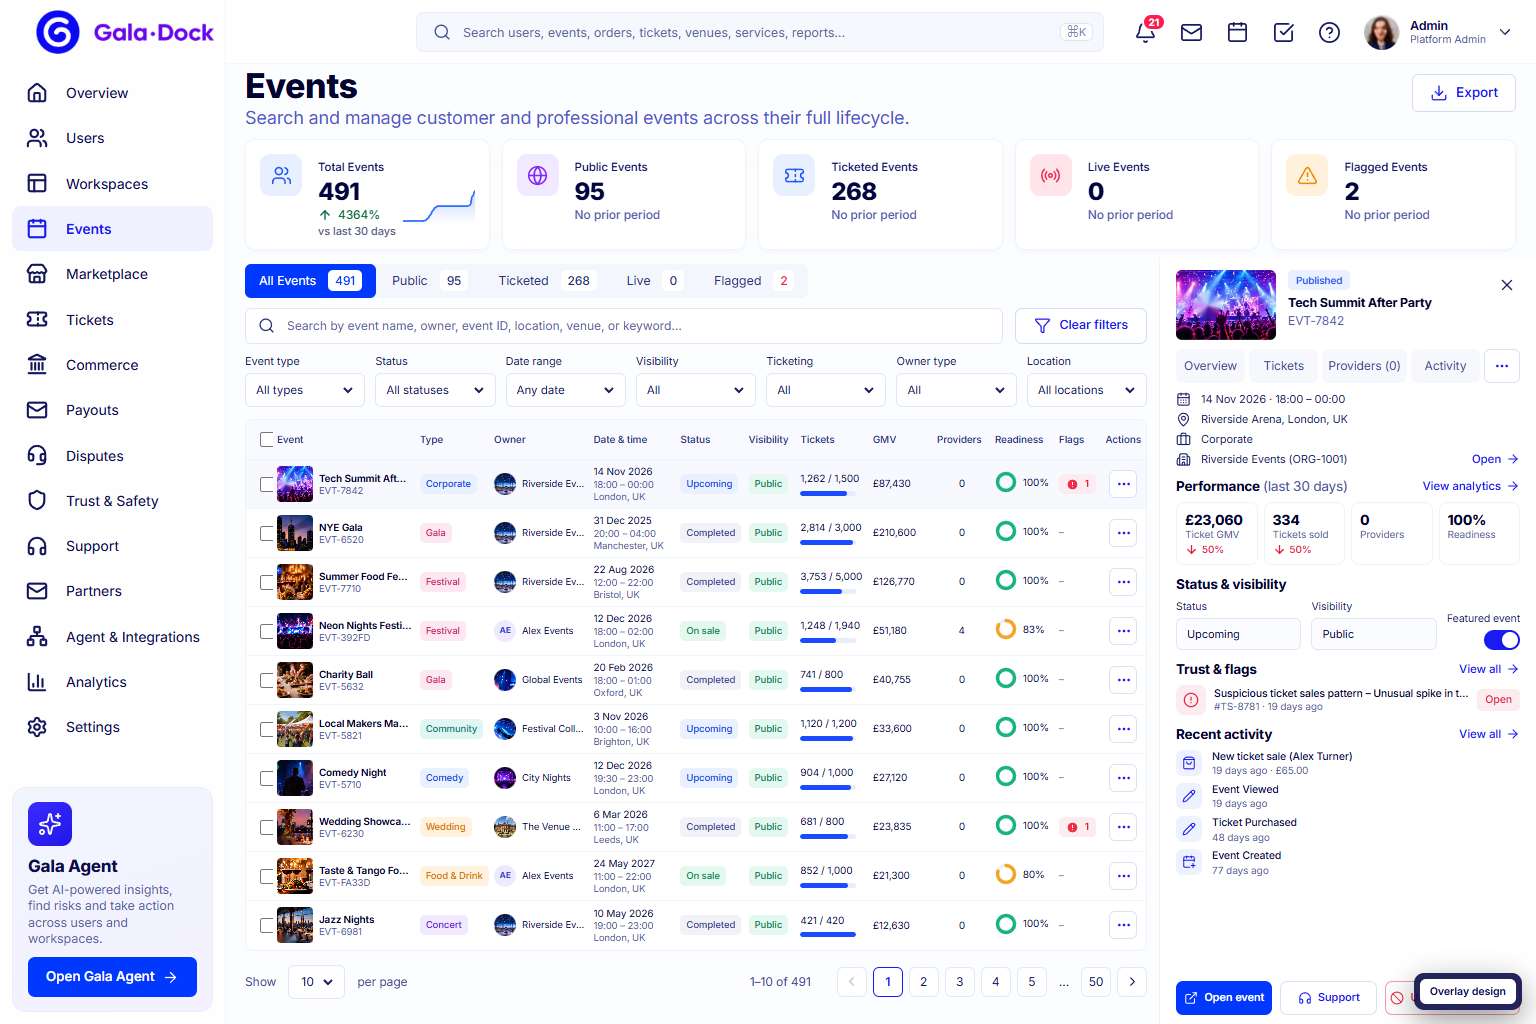 Gala·Dock
Search users, events, orders, tickets, venues, services, reports...
⌘K
21
Admin
Platform Admin
Overview
Users
Workspaces
Events
Marketplace
Tickets
Commerce
Payouts
Disputes
Trust & Safety
Support
Partners
Agent & Integrations
Analytics
Settings
Gala Agent
Get AI-powered insights,
find risks and take action
across users and
workspaces.
Open Gala Agent
Events
Search and manage customer and professional events across their full lifecycle.
Export
Total Events
491
4364%
vs last 30 days
Public Events
95
No prior period
Ticketed Events
268
No prior period
Live Events
0
No prior period
Flagged Events
2
No prior period
All Events 491 Public 95 Ticketed 268 Live 0 Flagged 2
Search by event name, owner, event ID, location, venue, or keyword...
Clear filters
Event type Status Date range Visibility Ticketing Owner type Location
All types All statuses Any date All All All All locations
Event Type Owner Date & time Status Visibility Tickets GMV Providers Readiness Flags Actions
Tech Summit Aft...
EVT-7842
Corporate
Riverside Ev...
14 Nov 2026
18:00 – 00:00
London, UK
Upcoming
Public
1,262 / 1,500
£87,430
0
100%
1
NYE Gala
EVT-6520
Gala
Riverside Ev...
31 Dec 2025
20:00 – 04:00
Manchester, UK
Completed
Public
2,814 / 3,000
£210,600
0
100%
–
Summer Food Fe...
EVT-7710
Festival
Riverside Ev...
22 Aug 2026
12:00 – 22:00
Bristol, UK
Completed
Public
3,753 / 5,000
£126,770
0
100%
–
Neon Nights Festi...
EVT-392FD
Festival
AE
Alex Events
12 Dec 2026
18:00 – 02:00
London, UK
On sale
Public
1,248 / 1,940
£51,180
4
83%
–
Charity Ball
EVT-5632
Gala
Global Events
20 Feb 2026
18:00 – 01:00
Oxford, UK
Completed
Public
741 / 800
£40,755
0
100%
–
Local Makers Ma...
EVT-5821
Community
Festival Coll...
3 Nov 2026
10:00 – 16:00
Brighton, UK
Upcoming
Public
1,120 / 1,200
£33,600
0
100%
–
Comedy Night
EVT-5710
Comedy
City Nights
12 Dec 2026
19:30 – 23:00
London, UK
Upcoming
Public
904 / 1,000
£27,120
0
100%
–
Wedding Showca...
EVT-6230
Wedding
The Venue ...
6 Mar 2026
11:00 – 17:00
Leeds, UK
Completed
Public
681 / 800
£23,835
0
100%
1
Taste & Tango Fo...
EVT-FA33D
Food & Drink
AE
Alex Events
24 May 2027
11:00 – 22:00
London, UK
On sale
Public
852 / 1,000
£21,300
0
80%
–
Jazz Nights
EVT-6981
Concert
Riverside Ev...
10 May 2026
19:00 – 23:00
London, UK
Completed
Public
421 / 420
£12,630
0
100%
–
Show 10 per page
1–10 of 491
1 2 3 4 5 ... 50
Published
Tech Summit After Party
EVT-7842
Overview Tickets Providers (0) Activity
14 Nov 2026 · 18:00 – 00:00
Riverside Arena, London, UK
Corporate
Riverside Events (ORG-1001)
Open
Performance (last 30 days)
View analytics
£23,060
Ticket GMV
50%
334
Tickets sold
50%
0
Providers
100%
Readiness
Status & visibility
Status
Visibility
Featured event
Upcoming
Public
Trust & flags
View all
Suspicious ticket sales pattern – Unusual spike in t...
#TS-8781 · 19 days ago
Open
Recent activity
View all
New ticket sale (Alex Turner)
19 days ago · £65.00
Event Viewed
19 days ago
Ticket Purchased
48 days ago
Event Created
77 days ago
Open event
Support
Overlay design